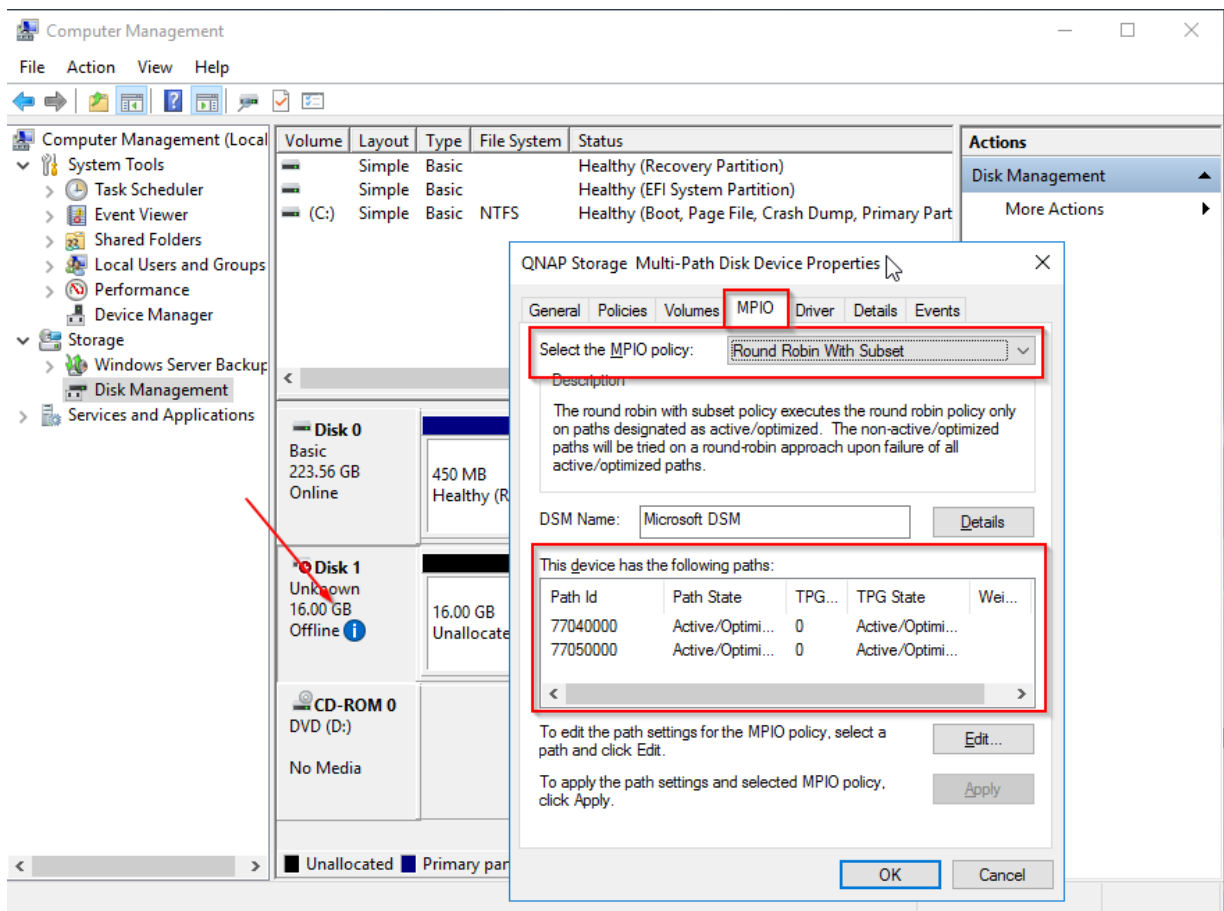 Computer Management
File Action View Help
Computer Management (Local
System Tools
Task Scheduler
Event Viewer
Shared Folders
Local Users and Groups
Performance
Device Manager
Storage
Windows Server Backup
Disk Management
Services and Applications
Volume Layout Type File System Status
Simple Basic Healthy (Recovery Partition)
Simple Basic Healthy (EFI System Partition)
(C:) Simple Basic NTFS Healthy (Boot, Page File, Crash Dump, Primary Part
Actions
Disk Management
More Actions
Disk 0
Basic
223.56 GB
Online
450 MB
Healthy (R
Disk 1
Unknown
16.00 GB
Offline
16.00 GB
Unallocate
CD-ROM 0
DVD (D:)
No Media
Unallocated Primary par
QNAP Storage Multi-Path Disk Device Properties
General Policies Volumes MPIO Driver Details Events
Select the MPIO policy: Round Robin With Subset
Description
The round robin with subset policy executes the round robin policy only
on paths designated as active/optimized. The non-active/optimized
paths will be tried on a round-robin approach upon failure of all
active/optimized paths.
DSM Name: Microsoft DSM Details
This device has the following paths:
Path Id Path State TPG... TPG State Wei...
77040000 Active/Optimi... 0 Active/Optimi...
77050000 Active/Optimi... 0 Active/Optimi...
To edit the path settings for the MPIO policy, select a
path and click Edit.
Edit...
To apply the path settings and selected MPIO policy,
click Apply.
Apply
OK Cancel